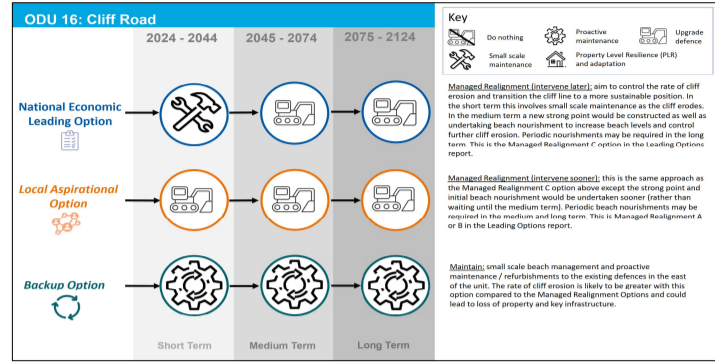 ODU 16: Cliff Road
2024 - 2044
2045 - 2074
2075 - 2124
National Economic
Leading Option
Local Aspirational
Option
Backup Option
Short Term
Medium Term
Long Term
Key
Do nothing
Proactive
maintenance
Upgrade
defence
Small scale
maintenance
Property Level Resilience (PLR)
and adaptation
Managed Realignment (intervene later): aim to control the rate of cliff
erosion and transition the cliff line to a more sustainable position. In
the short term this involves small scale maintenance as the cliff erodes.
In the medium term a new strong point would be constructed as well as
undertaking beach nourishment to increase beach levels and control
further cliff erosion. Periodic nourishments may be required in the long
term. This is the Managed Realignment C option in the Leading Options
report.
Managed Realignment (intervene sooner): this is the same approach as
the Managed Realignment C option above except the strong point and
initial beach nourishment would be undertaken sooner (rather than
waiting until the medium term). Periodic beach nourishments may be
required in the medium and long term. This is Managed Realignment A
or B in the Leading Options report.
Maintain: small scale beach management and proactive
maintenance / refurbishments to the existing defences in the east
of the unit. The rate of cliff erosion is likely to be greater with this
option compared to the Managed Realignment Options and could
lead to loss of property and key infrastructure.